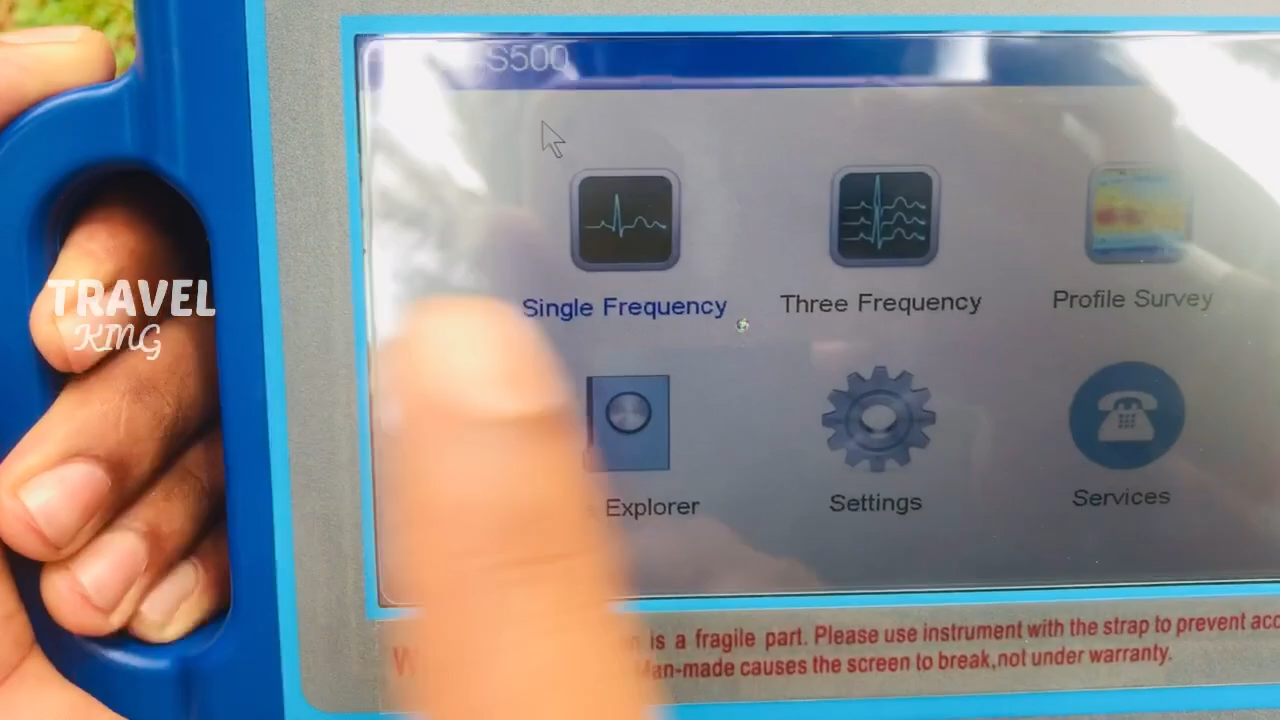 S500
Single Frequency
Three Frequency
Profile Survey
TRAVEL
KING
Explorer
Settings
Services
is a fragile part. Please use instrument with the strap to prevent
Man-made causes the screen to break,not under warranty.